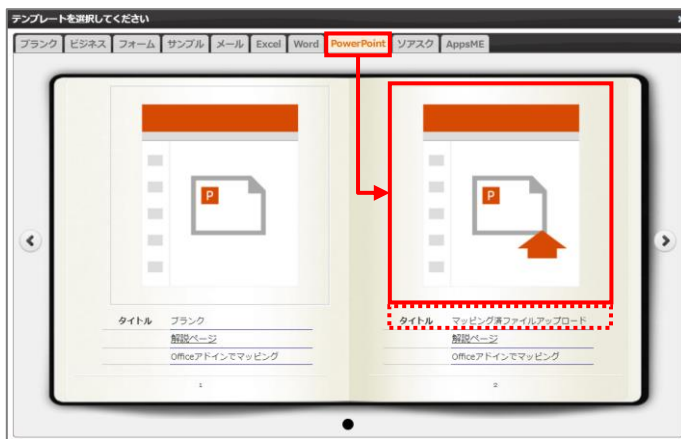 テンプレートを選択してください
ブランク ビジネス フォーム サンプル メール Excel Word PowerPoint ソアスク AppsME
P
P
タイトル ブランク
解説ページ
Officeアドインでマッピング
1
タイトル マッピング済ファイルアップロード
解説ページ
Officeアドインでマッピング
2